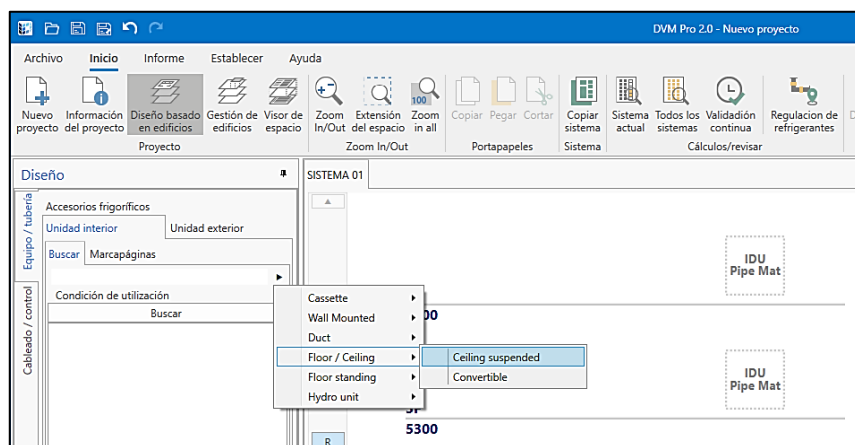 DVM Pro 2.0 - Nuevo proyecto
Archivo Inicio Informe Establecer Ayuda
Nuevo proyecto
Información del proyecto
Diseño basado en edificios
Gestión de edificios
Visor de espacio
Zoom In/Out
Extensión del espacio
100
Zoom in all
Copiar Pegar Cortar
Copiar sistema
Sistema actual
Todos los sistemas
Validadión continua
Regulacion de refrigerantes
Proyecto Zoom In/Out Portapapeles Sistema Cálculos/revisar
Diseño
SISTEMA 01
Equipo / tubería
Cableado / control
Accesorios frigoríficos
Unidad interior Unidad exterior
Buscar Marcapáginas
Condición de utilización
Buscar
Cassette
Wall Mounted
Duct
Floor / Ceiling
Floor standing
Hydro unit
Ceiling suspended
Convertible
IDU
Pipe Mat
00
IDU
Pipe Mat
5300
R